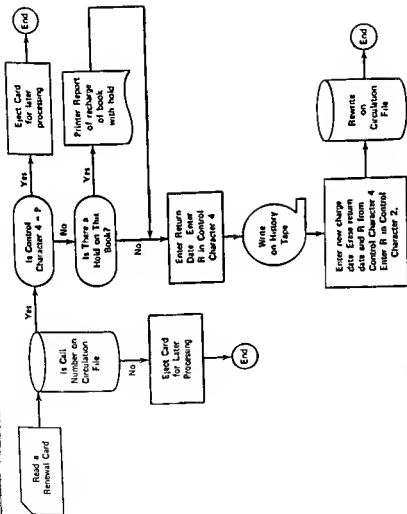 Read a
Renewal Card
Is Call
Number on
Circulation
File
Yes
No
Eject Card
for Later
Processing
End
Is Control
Character 4 - ?
Yes
No
Eject Card
for later
processing
End
Is There a
Hold on This
Book?
Yes
No
Printer Report
of recharge
of book
with hold
Enter Return
Date Enter
R in Control
Character 4
Write
on History
Tape
Enter new charge
date Erase return
date and R from
Control Character 4
Enter R in Control
Character 2.
Rewrite
on
Circulation
File
End